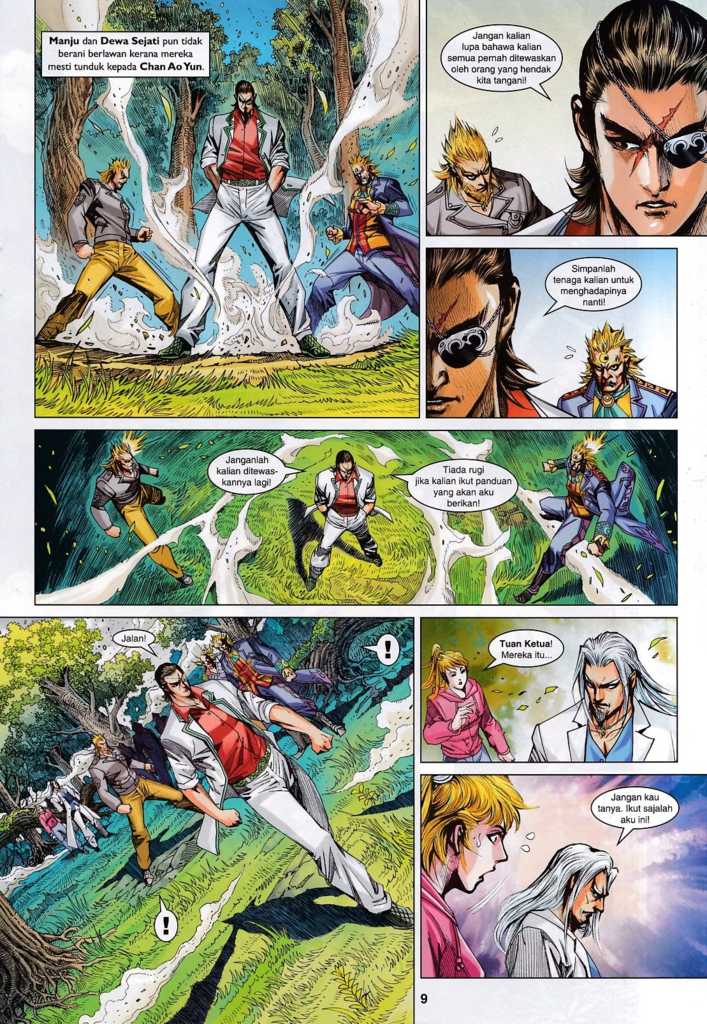 Manju dan Dewa Sejati pun tidak
berani berlawan kerana mereka
mesti tunduk kepada Chan Ao Yun.
Jangan kalian
lupa bahawa kalian
semua pernah ditewaskan
oleh orang yang hendak
kita tangani!
Simpanlah
tenaga kalian untuk
menghadapinya
nanti!
Janganlah
kalian ditewas-
kannya lagi!
Tiada rugi
jika kalian ikut panduan
yang akan aku
berikan!
Jalan!
!
!
Tuan Ketua!
Mereka itu...
Jangan kau
tanya. Ikut sajalah
aku ini!
9